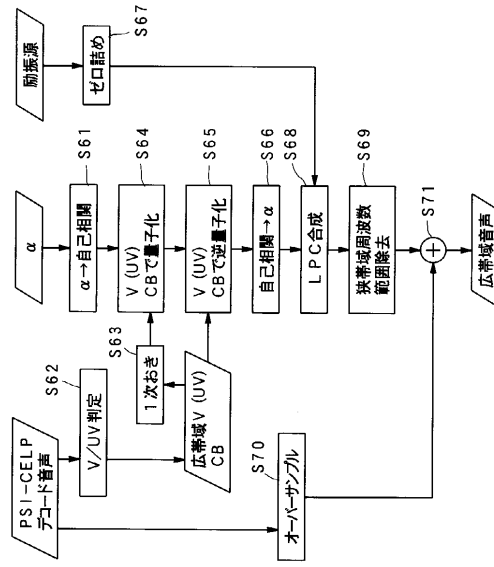 PSI-CELP
デコード音声
α
励振源
S62
V/UV判定
S61
α→自己相関
S67
ゼロ詰め
S63
1次おき
S64
V (UV)
CBで量子化
広帯域V (UV)
CB
S65
V (UV)
CBで逆量子化
S66
自己相関→α
S68
LPC合成
S70
オーバーサンプル
S69
狭帯域周波数
範囲除去
S71
+
広帯域音声